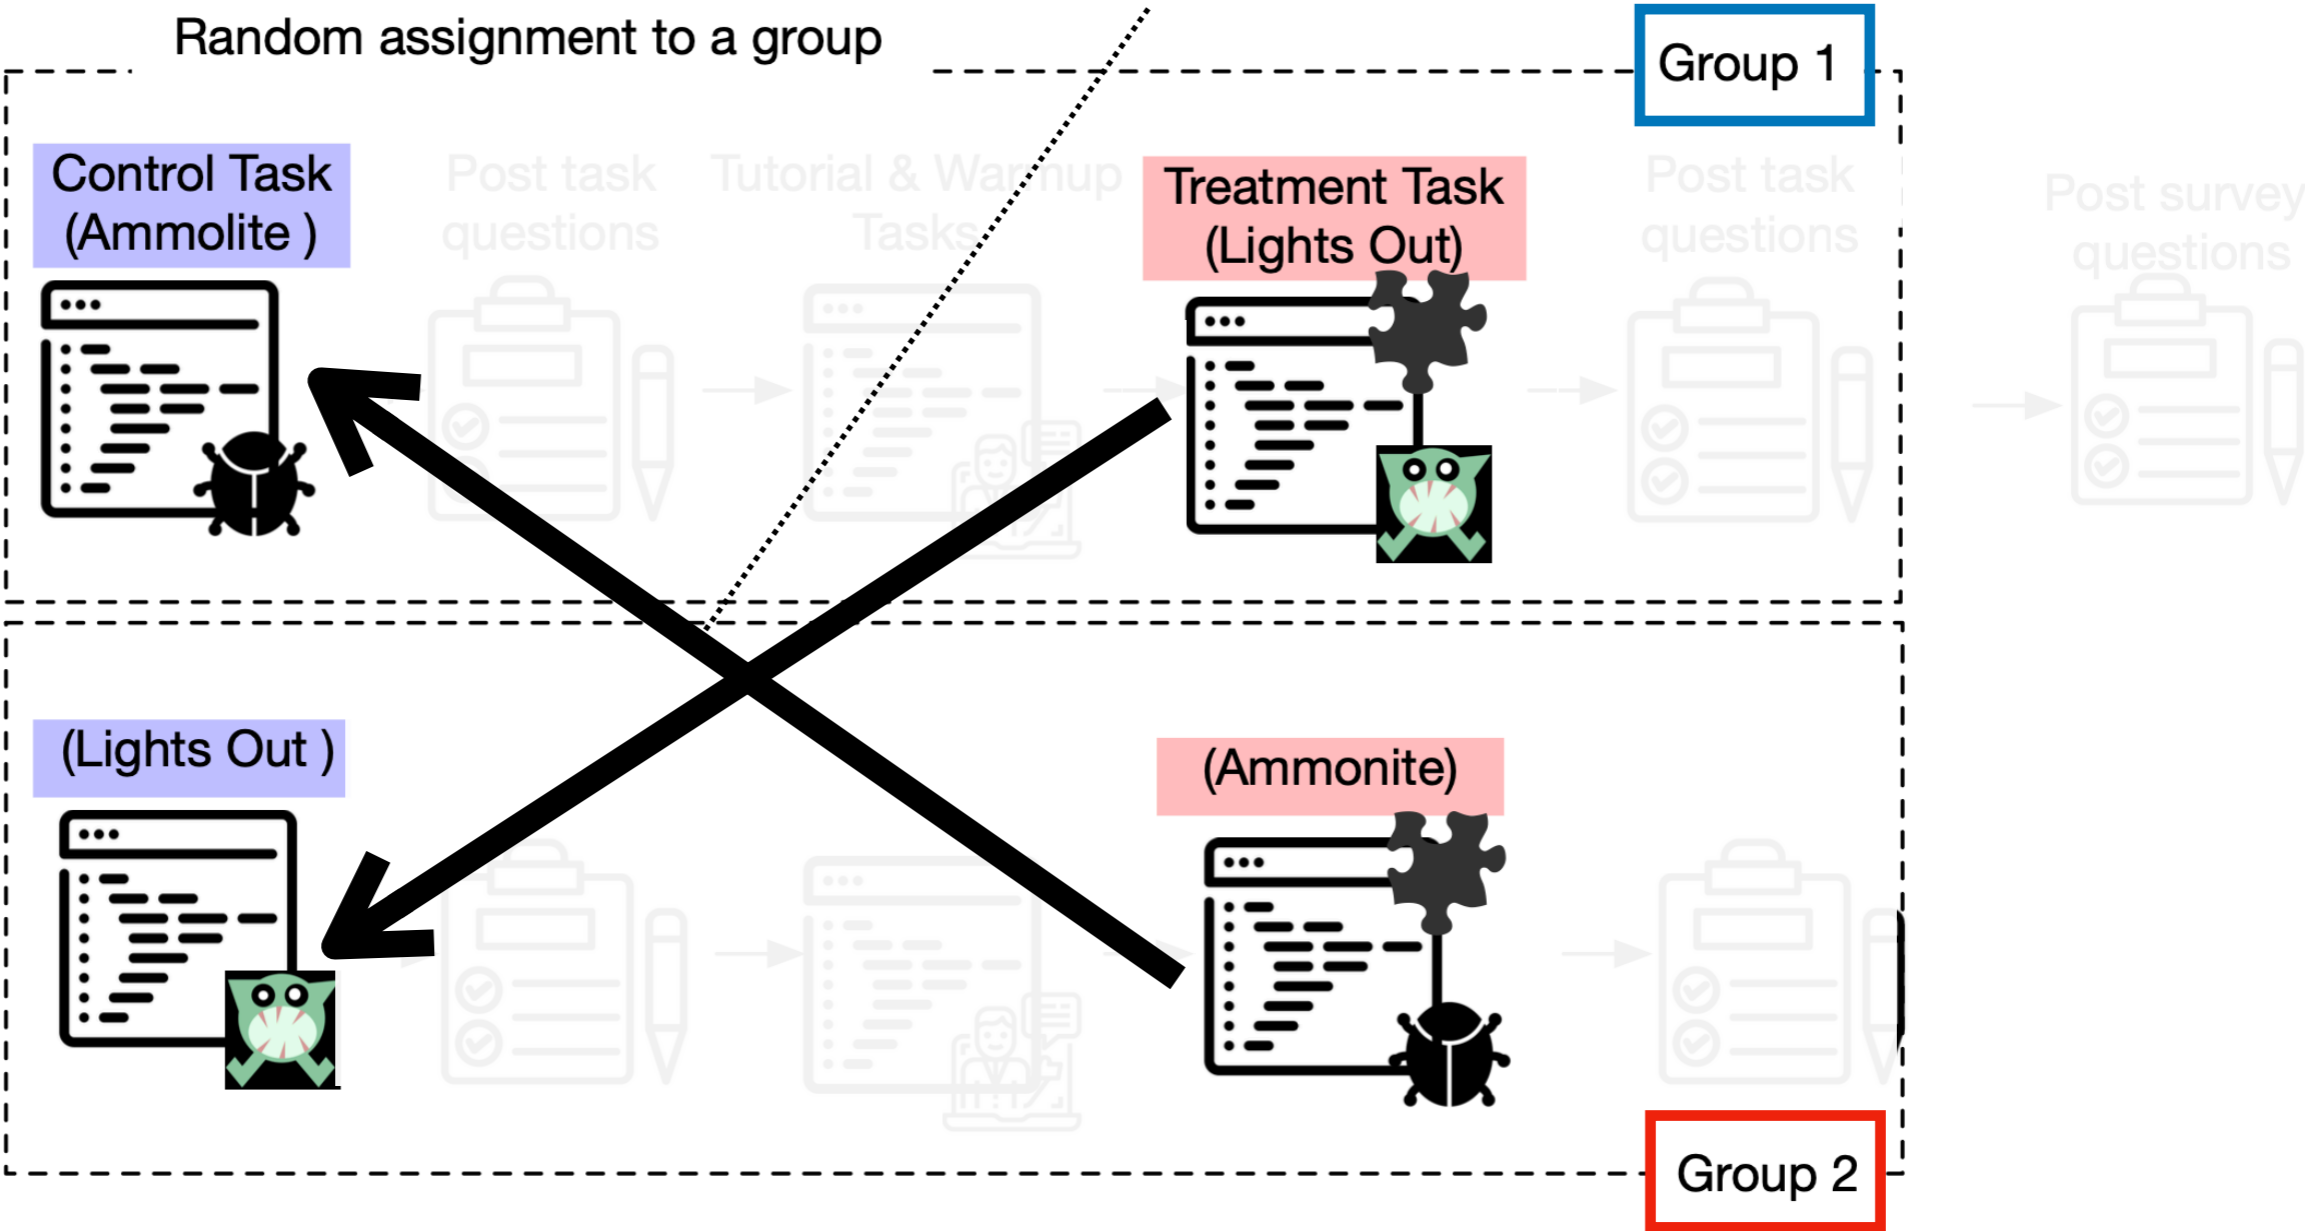 Random assignment to a group
Group 1
Control Task
(Ammolite )
Post task
questions
Tutorial & Warmup
Tasks
Treatment Task
(Lights Out)
Post task
questions
Post survey
questions
(Lights Out )
(Ammonite)
Group 2